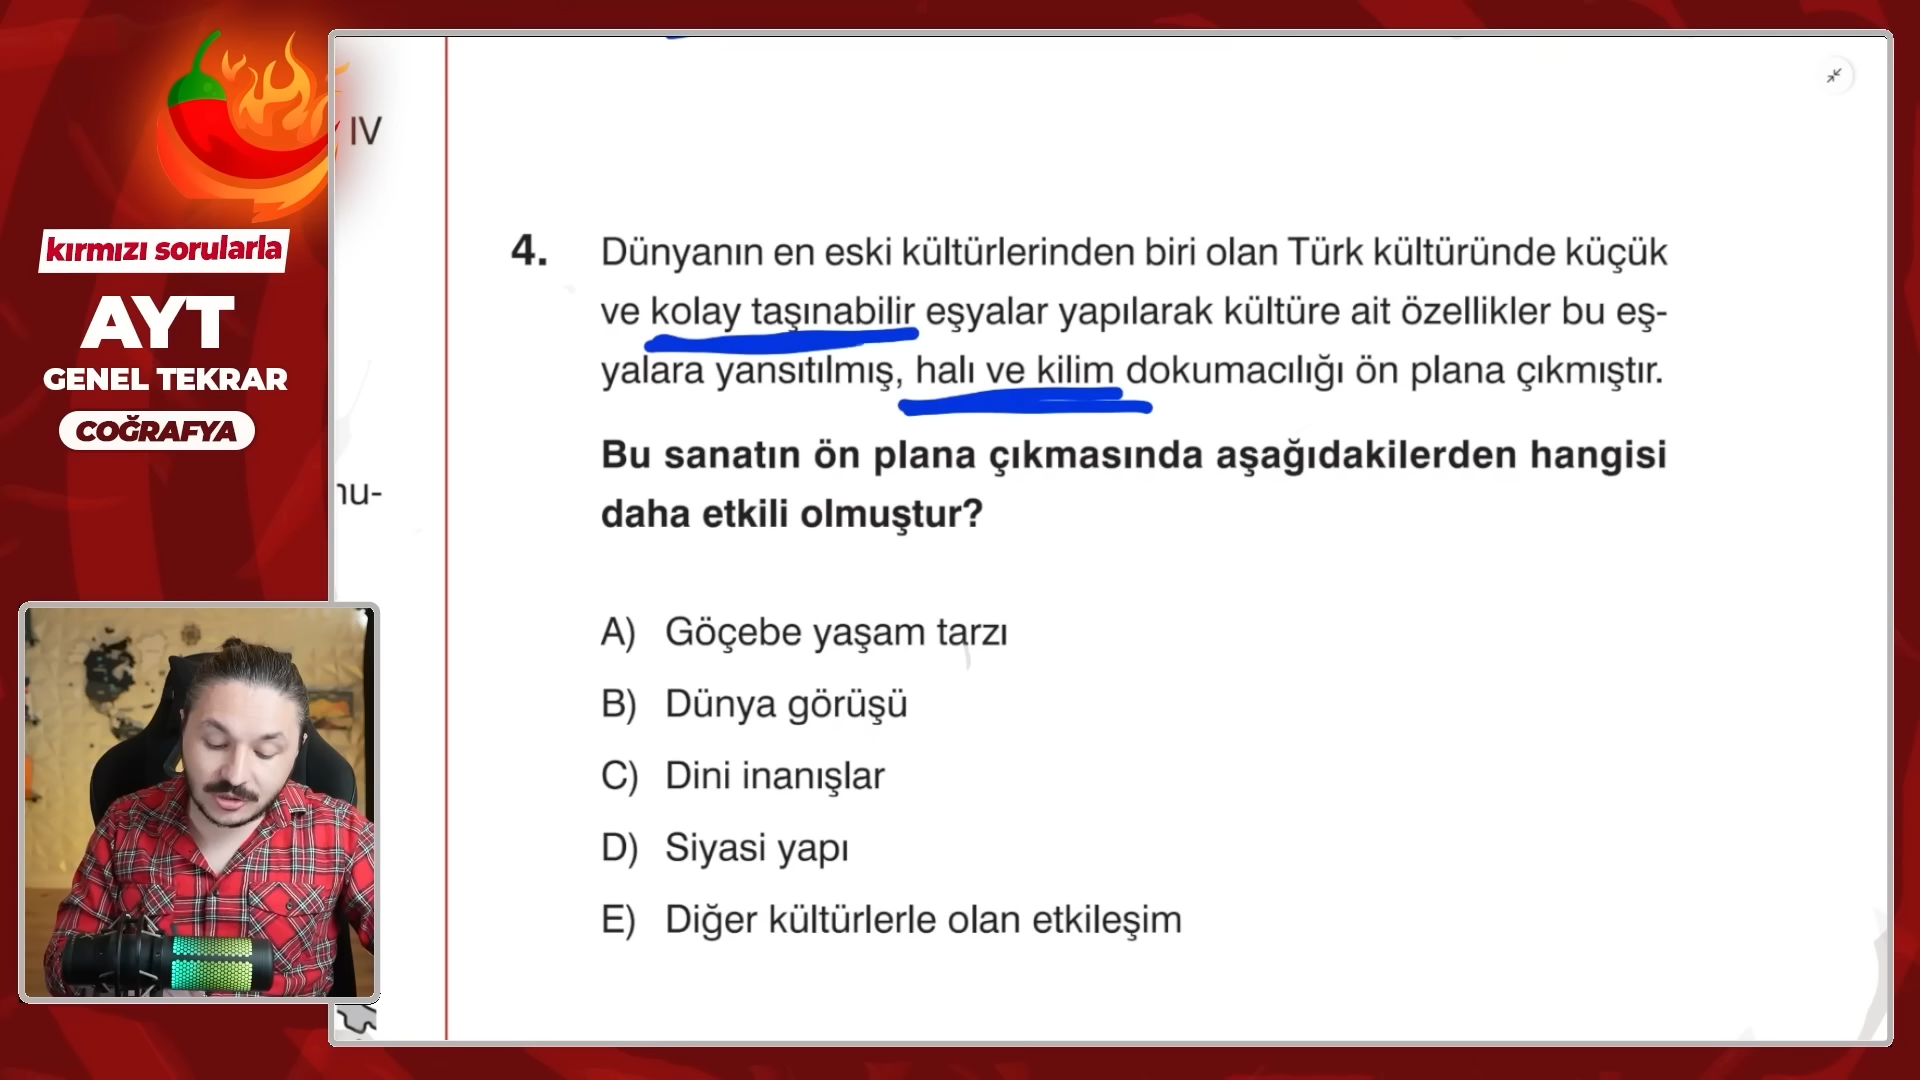 IV
kırmızı sorularla
AYT
GENEL TEKRAR
COĞRAFYA
nu-
4. Dünyanın en eski kültürlerinden biri olan Türk kültüründe küçük
ve kolay taşınabilir eşyalar yapılarak kültüre ait özellikler bu eş-
yalara yansıtılmış, halı ve kilim dokumacılığı ön plana çıkmıştır.
Bu sanatın ön plana çıkmasında aşağıdakilerden hangisi
daha etkili olmuştur?
A) Göçebe yaşam tarzı
B) Dünya görüşü
C) Dini inanışlar
D) Siyasi yapı
E) Diğer kültürlerle olan etkileşim